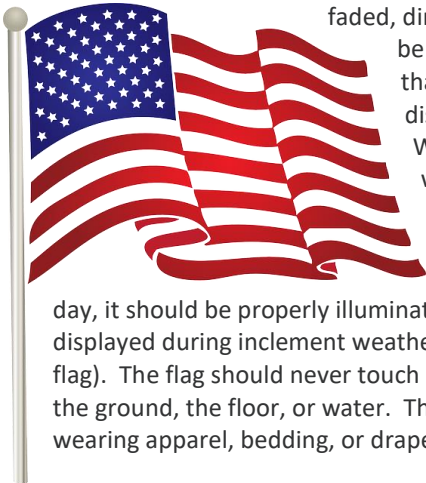 faded, dir
be
tha
dis
W
v
day, it should be properly illuminat
displayed during inclement weathe
flag).  The flag should never touch
the ground, the floor, or water.  Th
wearing apparel, bedding, or drape